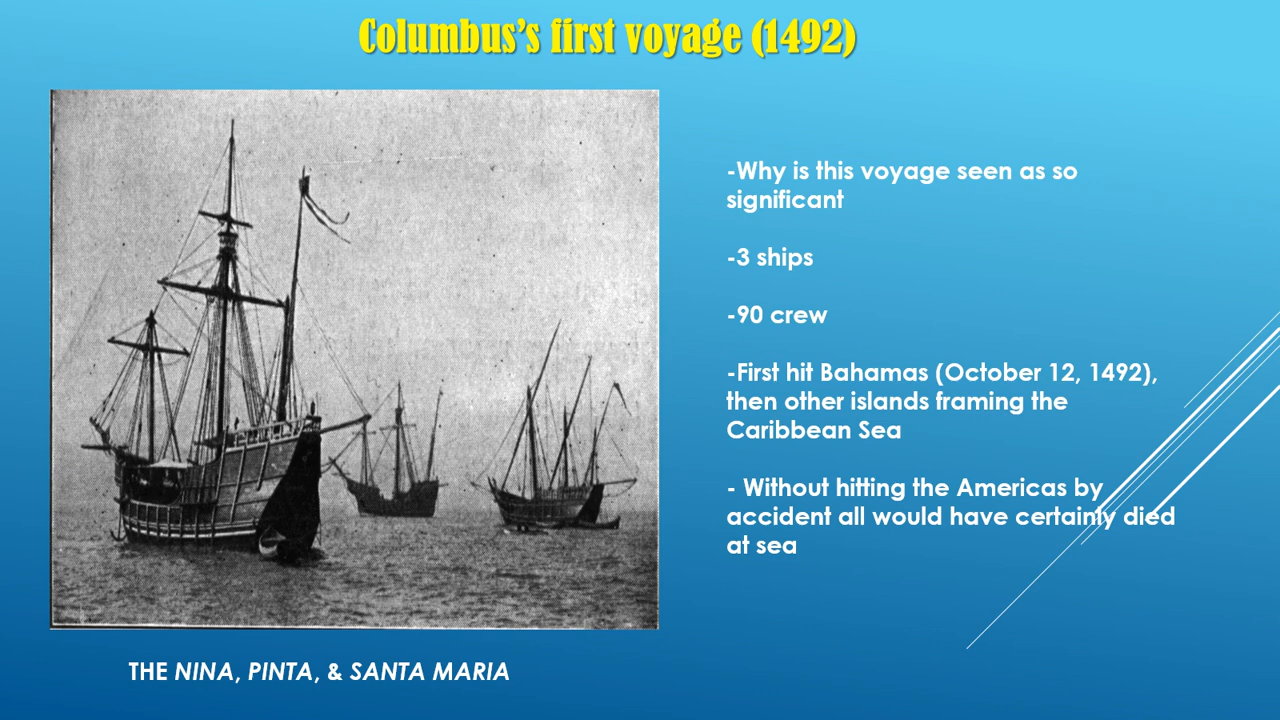 Columbus’s first voyage (1492)
-Why is this voyage seen as so
significant
-3 ships
-90 crew
-First hit Bahamas (October 12, 1492),
then other islands framing the
Caribbean Sea
- Without hitting the Americas by
accident all would have certainly died
at sea
THE NINA, PINTA, & SANTA MARIA